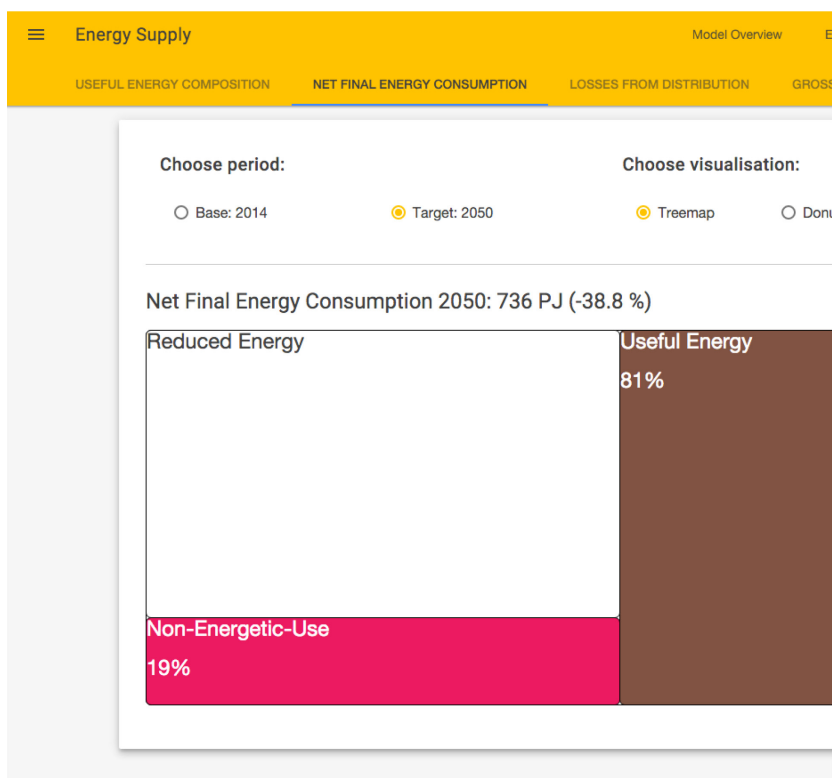 Energy Supply
Model Overview
USEFUL ENERGY COMPOSITION
NET FINAL ENERGY CONSUMPTION
LOSSES FROM DISTRIBUTION
GROSS
Choose period:
Choose visualisation:
Base: 2014
Target: 2050
Treemap
Net Final Energy Consumption 2050: 736 PJ (-38.8 %)
Reduced Energy
Useful Energy
81%
Non-Energetic-Use
19%